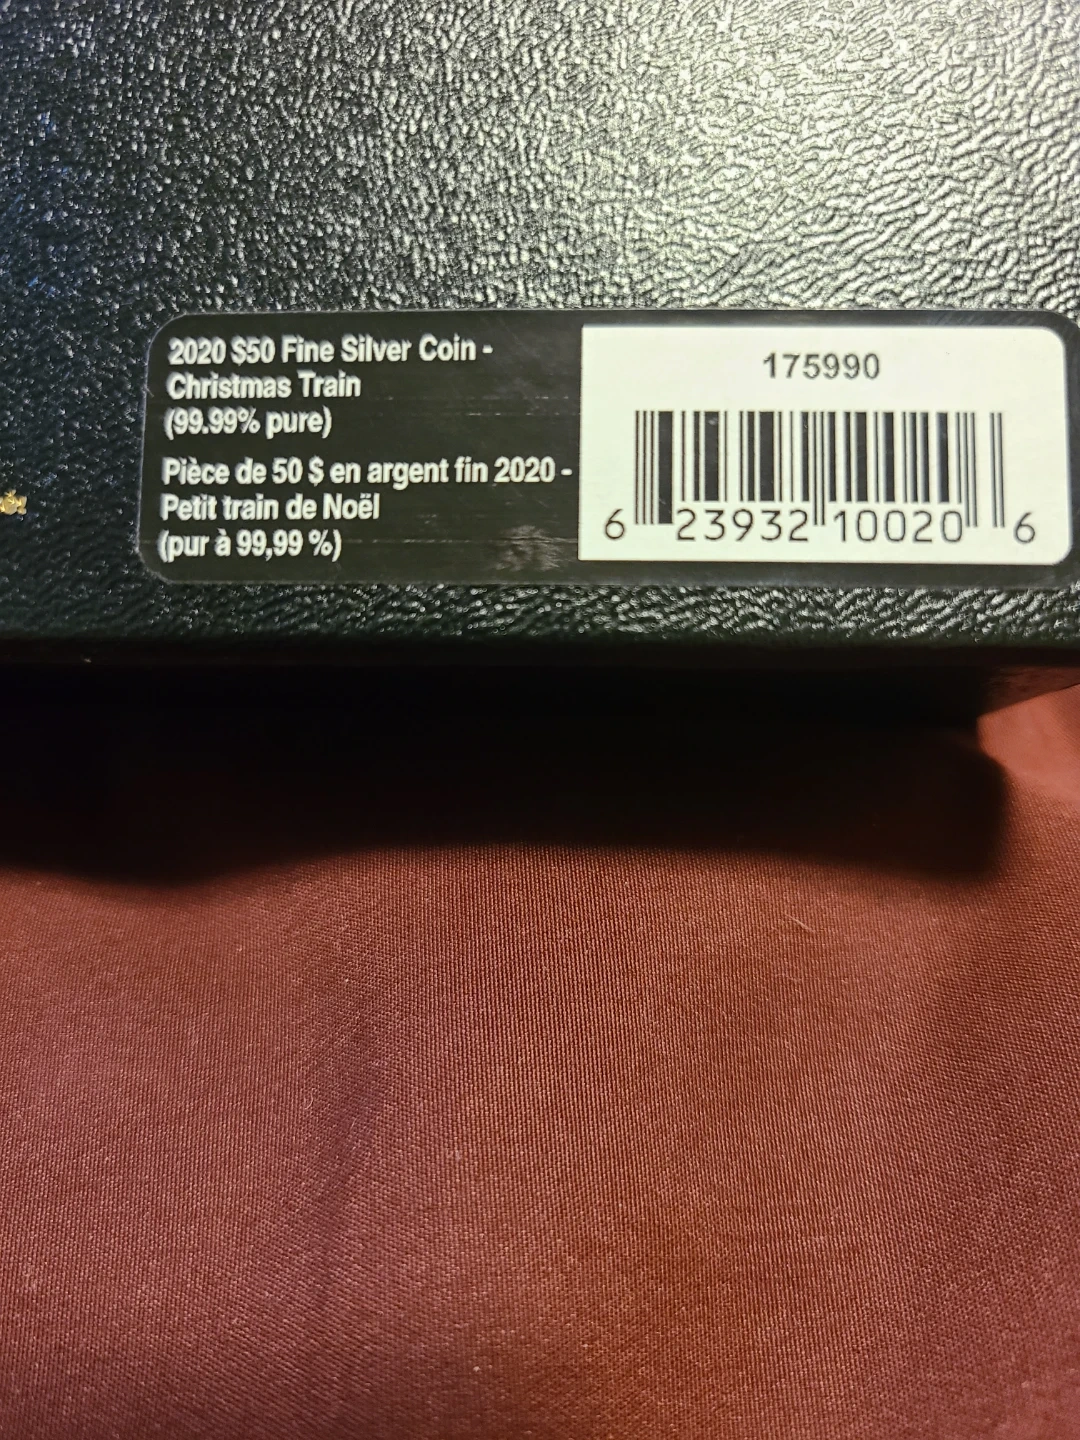 2020 $50 Fine Silver Coin -
Christmas Train
(99.99% pure)
Pièce de 50 $ en argent fin 2020 -
Petit train de Noël
(pur à 99,99 %)
175990
6 23932 10020 6